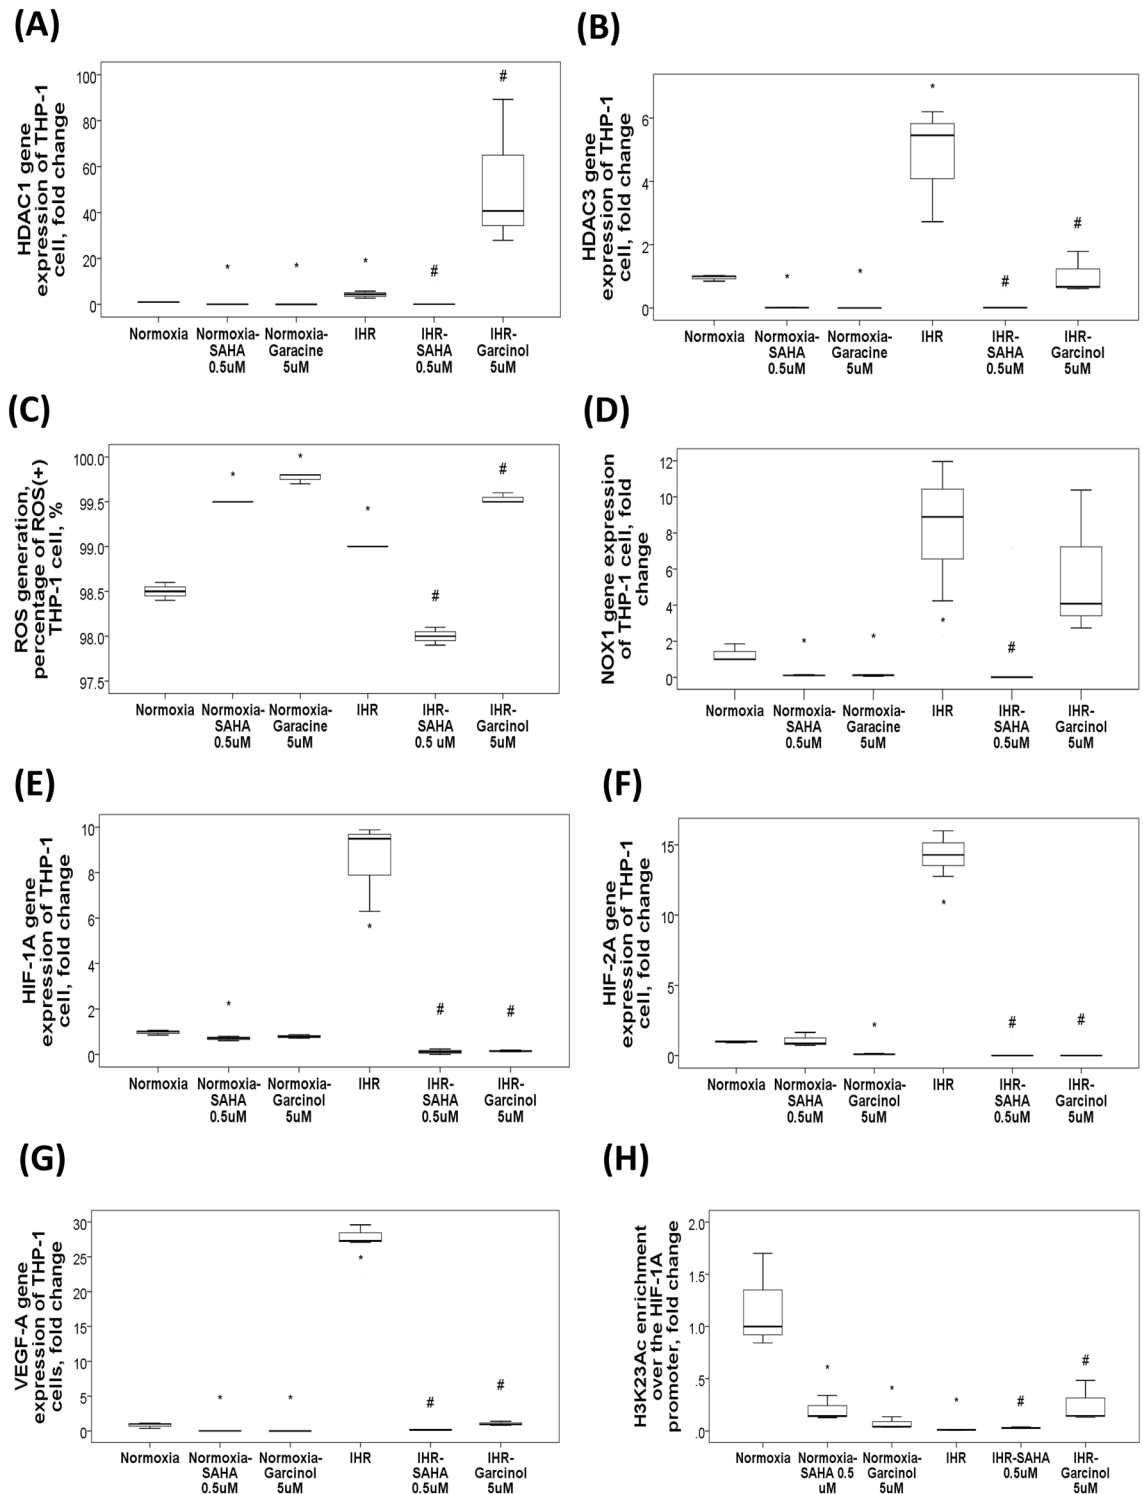 (A)
HDAC1 gene
expression of THP-1
cell, fold change
100
80
60
40
20
0
*
*
*
#
#
Normoxia
Normoxia-
SAHA
0.5uM
Normoxia-
Garacine
5uM
IHR
IHR-
SAHA
0.5uM
IHR-
Garcinol
5uM
(B)
HDAC3 gene
expression of THP-1
cell, fold change
6
4
2
0
*
*
*
#
#
Normoxia
Normoxia-
SAHA
0.5uM
Normoxia-
Garacine
5uM
IHR
IHR-
SAHA
0.5uM
IHR-
Garcinol
5uM
(C)
ROS generation,
percentage of ROS(+)
THP-1 cell, %
100.0
99.5
99.0
98.5
98.0
97.5
*
*
*
#
#
Normoxia
Normoxia-
SAHA
0.5uM
Normoxia-
Garacine
5uM
IHR
IHR-
SAHA
0.5 uM
IHR-
Garcinol
5uM
(D)
NOX1 gene expression
of THP-1 cell, fold
change
12
10
8
6
4
2
0
*
*
*
#
Normoxia
Normoxia-
SAHA
0.5uM
Normoxia-
Garacine
5uM
IHR
IHR-
SAHA
0.5uM
IHR-
Garcinol
5uM
(E)
HIF-1A gene
expression of THP-1
cell, fold change
10
8
6
4
2
0
*
*
#
#
Normoxia
Normoxia-
SAHA
0.5uM
Normoxia-
Garcinol
5uM
IHR
IHR-
SAHA
0.5uM
IHR-
Garcinol
5uM
(F)
HIF-2A gene
expression of THP-1
cell, fold change
15
10
5
0
*
*
#
#
Normoxia
Normoxia-
SAHA
0.5uM
Normoxia-
Garcinol
5uM
IHR
IHR-
SAHA
0.5uM
IHR-
Garcinol
5uM
(G)
VEGF-A gene
expression of THP-1
cells, fold change
30
25
20
15
10
5
0
*
*
*
#
#
Normoxia
Normoxia-
SAHA
0.5uM
Normoxia-
Garcinol
5uM
IHR
IHR-
SAHA
0.5uM
IHR-
Garcinol
5uM
(H)
H3K23Ac enrichment
over the HIF-1A
promoter, fold change
2.0
1.5
1.0
.5
.0
*
*
*
#
#
Normoxia
Normoxia-
SAHA 0.5
uM
Normoxia-
Garcinol
5uM
IHR
IHR-SAHA
0.5uM
IHR-
Garcinol
5uM